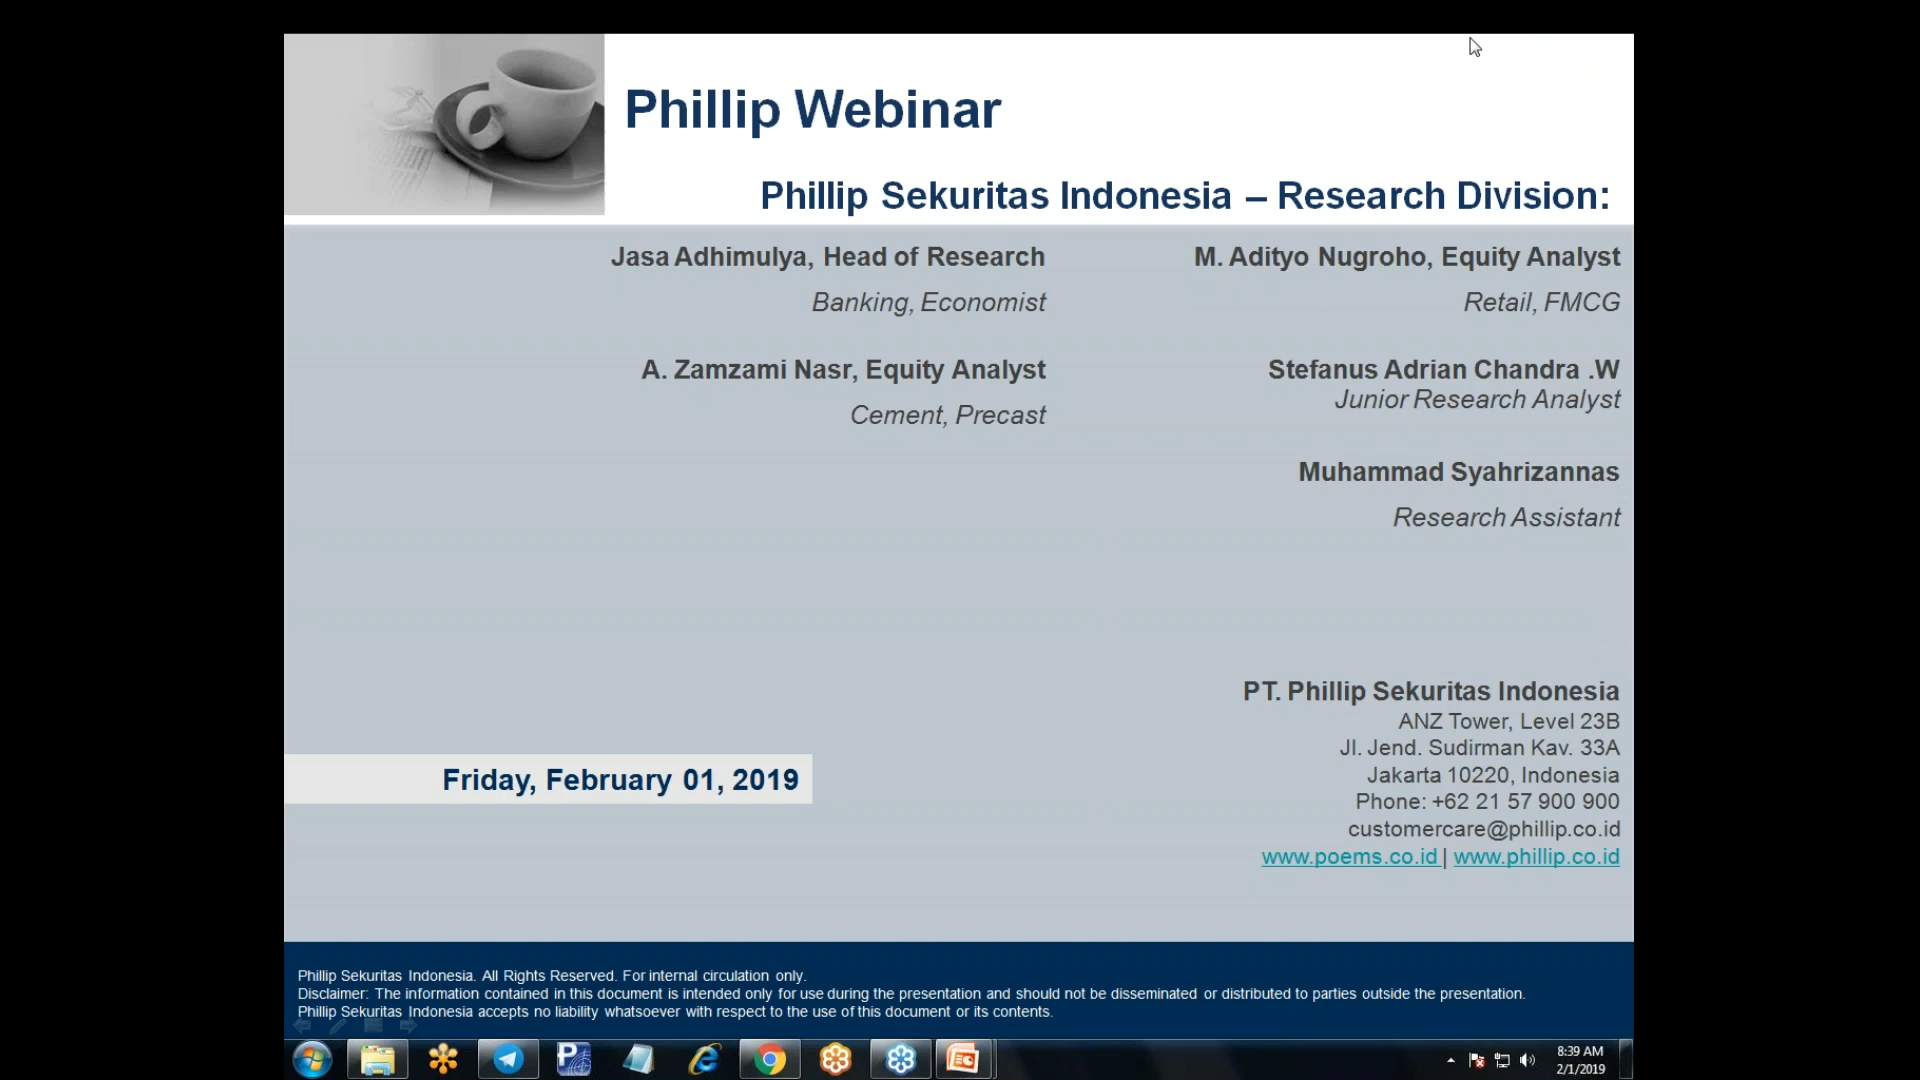 Phillip Webinar
Phillip Sekuritas Indonesia – Research Division:
Jasa Adhimulya, Head of Research
Banking, Economist
A. Zamzami Nasr, Equity Analyst
Cement, Precast
M. Adityo Nugroho, Equity Analyst
Retail, FMCG
Stefanus Adrian Chandra .W
Junior Research Analyst
Muhammad Syahrizannas
Research Assistant
Friday, February 01, 2019
PT. Phillip Sekuritas Indonesia
ANZ Tower, Level 23B
Jl. Jend. Sudirman Kav. 33A
Jakarta 10220, Indonesia
Phone: +62 21 57 900 900
customercare@phillip.co.id
www.poems.co.id | www.phillip.co.id
Phillip Sekuritas Indonesia. All Rights Reserved. For internal circulation only.
Disclaimer: The information contained in this document is intended only for use during the presentation and should not be disseminated or distributed to parties outside the presentation.
Phillip Sekuritas Indonesia accepts no liability whatsoever with respect to the use of this document or its contents.
8:39 AM
2/1/2019